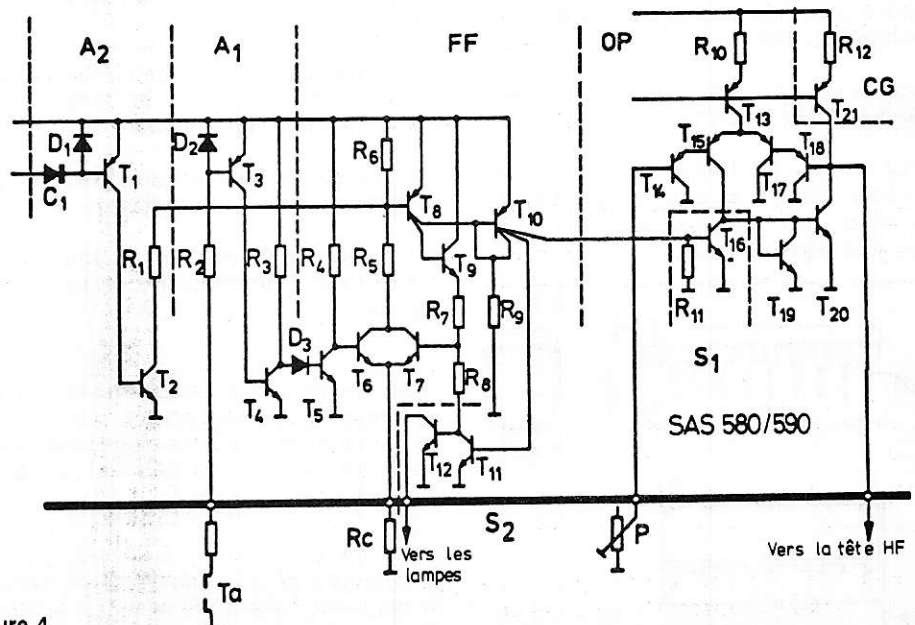 A2 A1 FF OP
R10 R12
CG
D1 D2 T13 T21
C1 T1 T3 R6 T15 T18
T8 T10 T14 T17
R1 R2 R3 R4 R5 T9 T16
R7 R9 R11 T19 T20
D3 S1
T2 T4 T5 T6 T7 R8
SAS 580/590
T12 T11
S2
Rc P
Vers les Vers la tête HF
lampes
Ta
ure 4